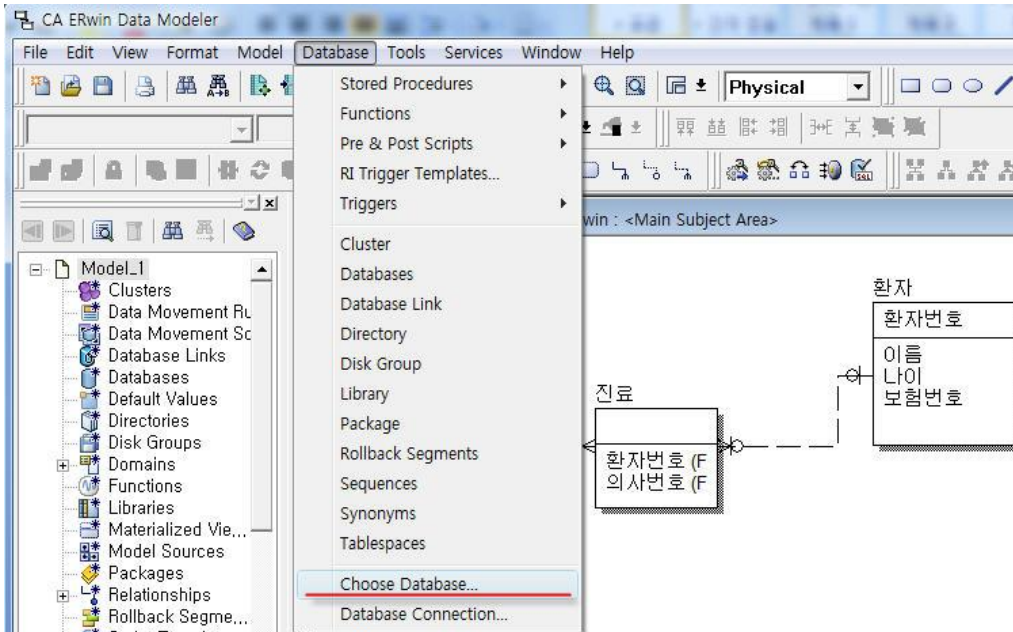 CA ERwin Data Modeler
File Edit View Format Model Database Tools Services Window Help
Physical
Stored Procedures
Functions
Pre & Post Scripts
RI Trigger Templates...
Triggers
Cluster
Databases
Database Link
Directory
Disk Group
Library
Package
Rollback Segments
Sequences
Synonyms
Tablespaces
Choose Database...
Database Connection...
Model_1
Clusters
Data Movement Ru
Data Movement Sc
Database Links
Databases
Default Values
Directories
Disk Groups
Domains
Functions
Libraries
Materialized Vie...
Model Sources
Packages
Relationships
Rollback Segme...
win : <Main Subject Area>
진료
환자번호 (F
의사번호 (F
환자
환자번호
이름
나이
보험번호